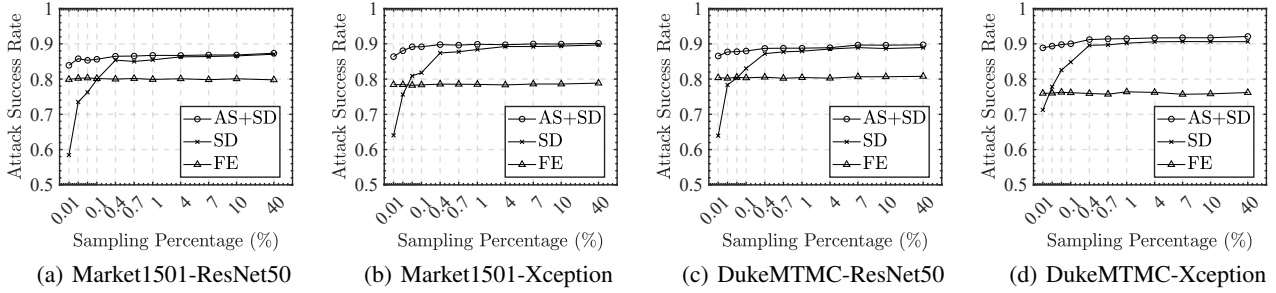 1
0.9
0.8
0.7
0.6
0.5
Attack Success Rate
AS+SD
SD
FE
0.01 0.1 0.4 0.7 1 4 7 10 40
Sampling Percentage (%)
(a) Market1501-ResNet50
1
0.9
0.8
0.7
0.6
0.5
Attack Success Rate
AS+SD
SD
FE
0.01 0.1 0.4 0.7 1 4 7 10 40
Sampling Percentage (%)
(b) Market1501-Xception
1
0.9
0.8
0.7
0.6
0.5
Attack Success Rate
AS+SD
SD
FE
0.01 0.1 0.4 0.7 1 4 7 10 40
Sampling Percentage (%)
(c) DukeMTMC-ResNet50
1
0.9
0.8
0.7
0.6
0.5
Attack Success Rate
AS+SD
SD
FE
0.01 0.1 0.4 0.7 1 4 7 10 40
Sampling Percentage (%)
(d) DukeMTMC-Xception